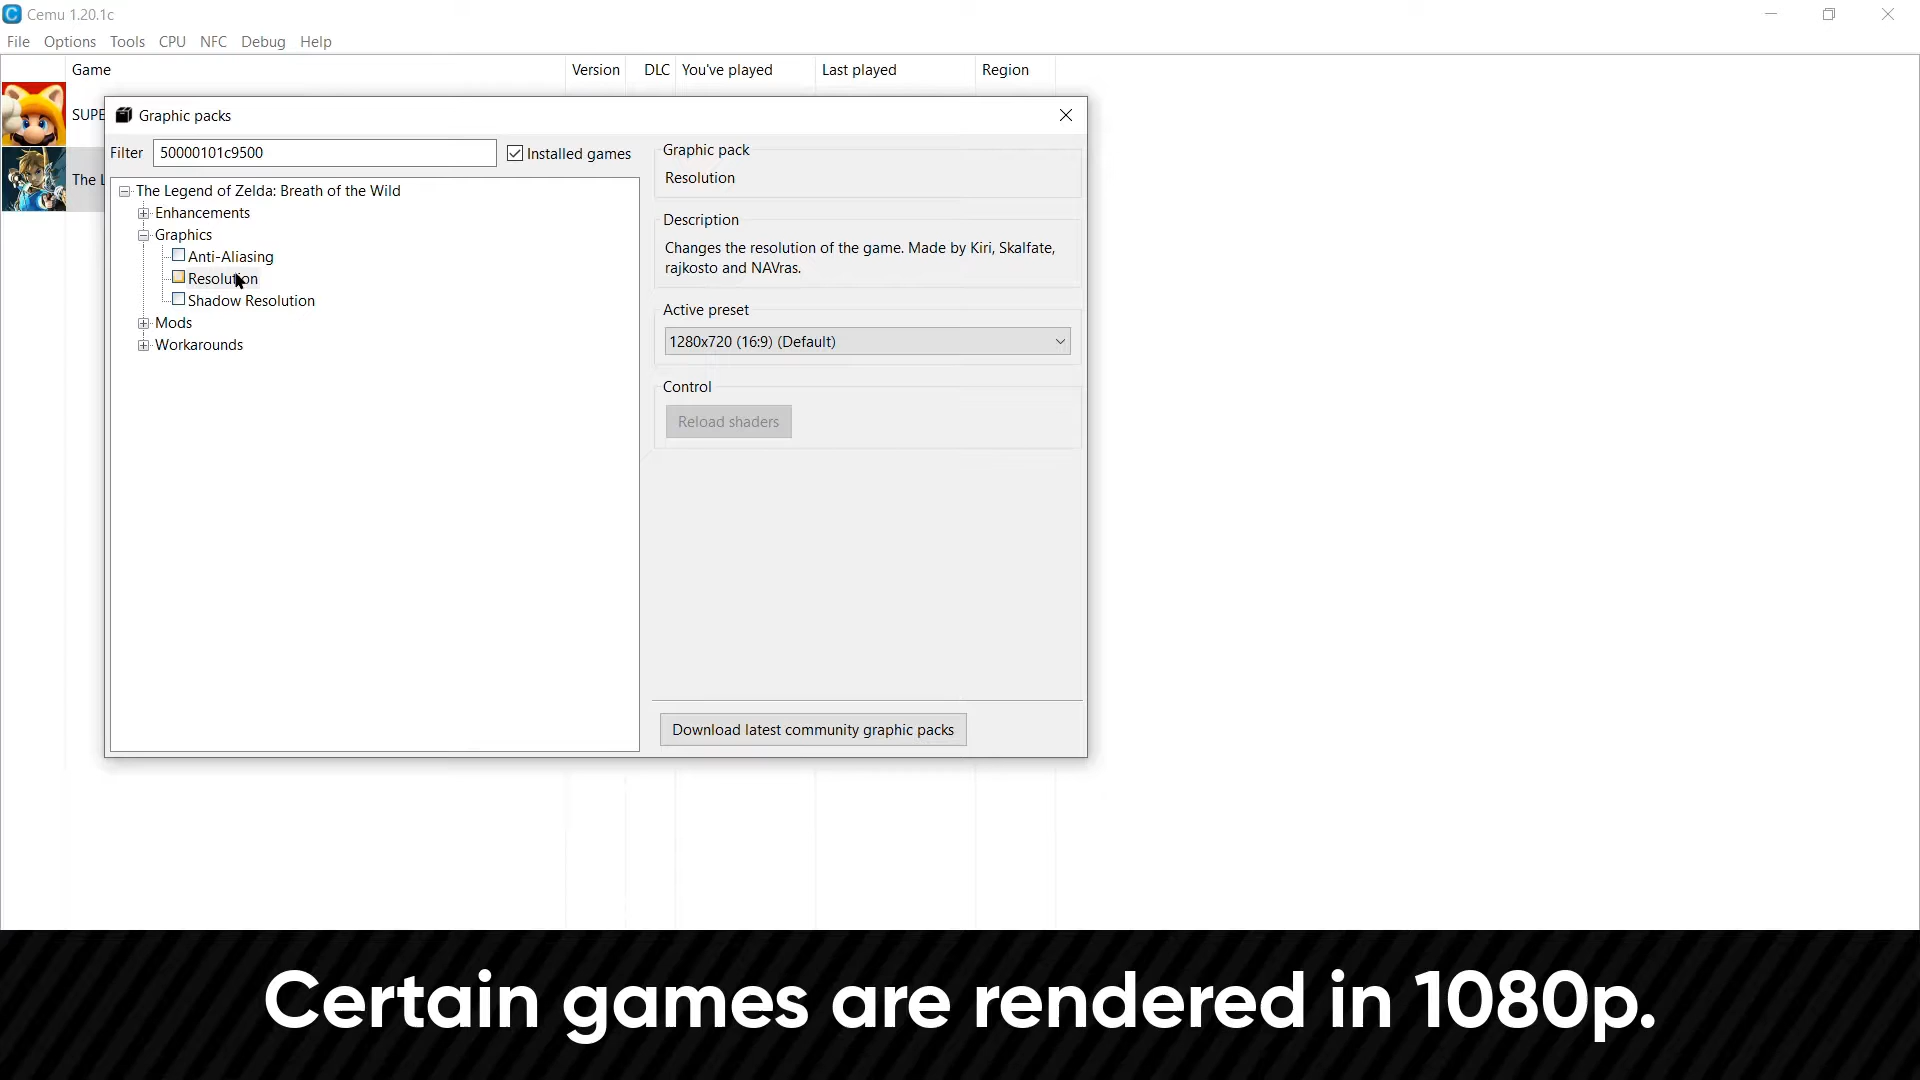 Cemu 1.20.1c
File Options Tools CPU NFC Debug Help
Game Version DLC You've played Last played Region
SUPE
The L
Graphic packs
Filter 50000101c9500 Installed games
The Legend of Zelda: Breath of the Wild
Enhancements
Graphics
Anti-Aliasing
Resolution
Shadow Resolution
Mods
Workarounds
Graphic pack
Resolution
Description
Changes the resolution of the game. Made by Kiri, Skalfate,
rajkosto and NAVras.
Active preset
1280x720 (16:9) (Default)
Control
Reload shaders
Download latest community graphic packs
Certain games are rendered in 1080p.